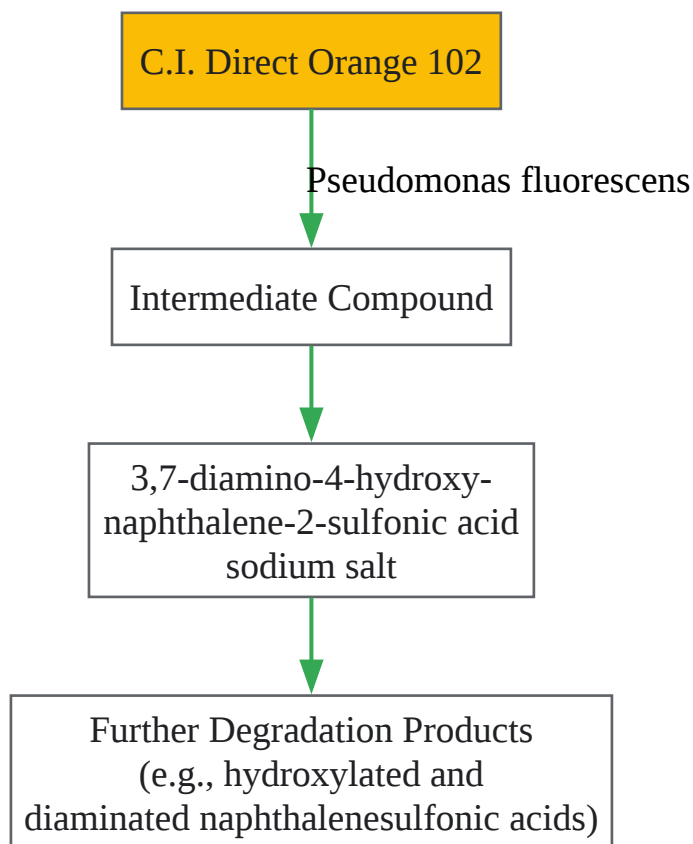 C.I. Direct Orange 102
Pseudomonas fluorescens
Intermediate Compound
3,7-diamino-4-hydroxy-
naphthalene-2-sulfonic acid
sodium salt
Further Degradation Products
(e.g., hydroxylated and
diaminated naphthalenesulfonic acids)